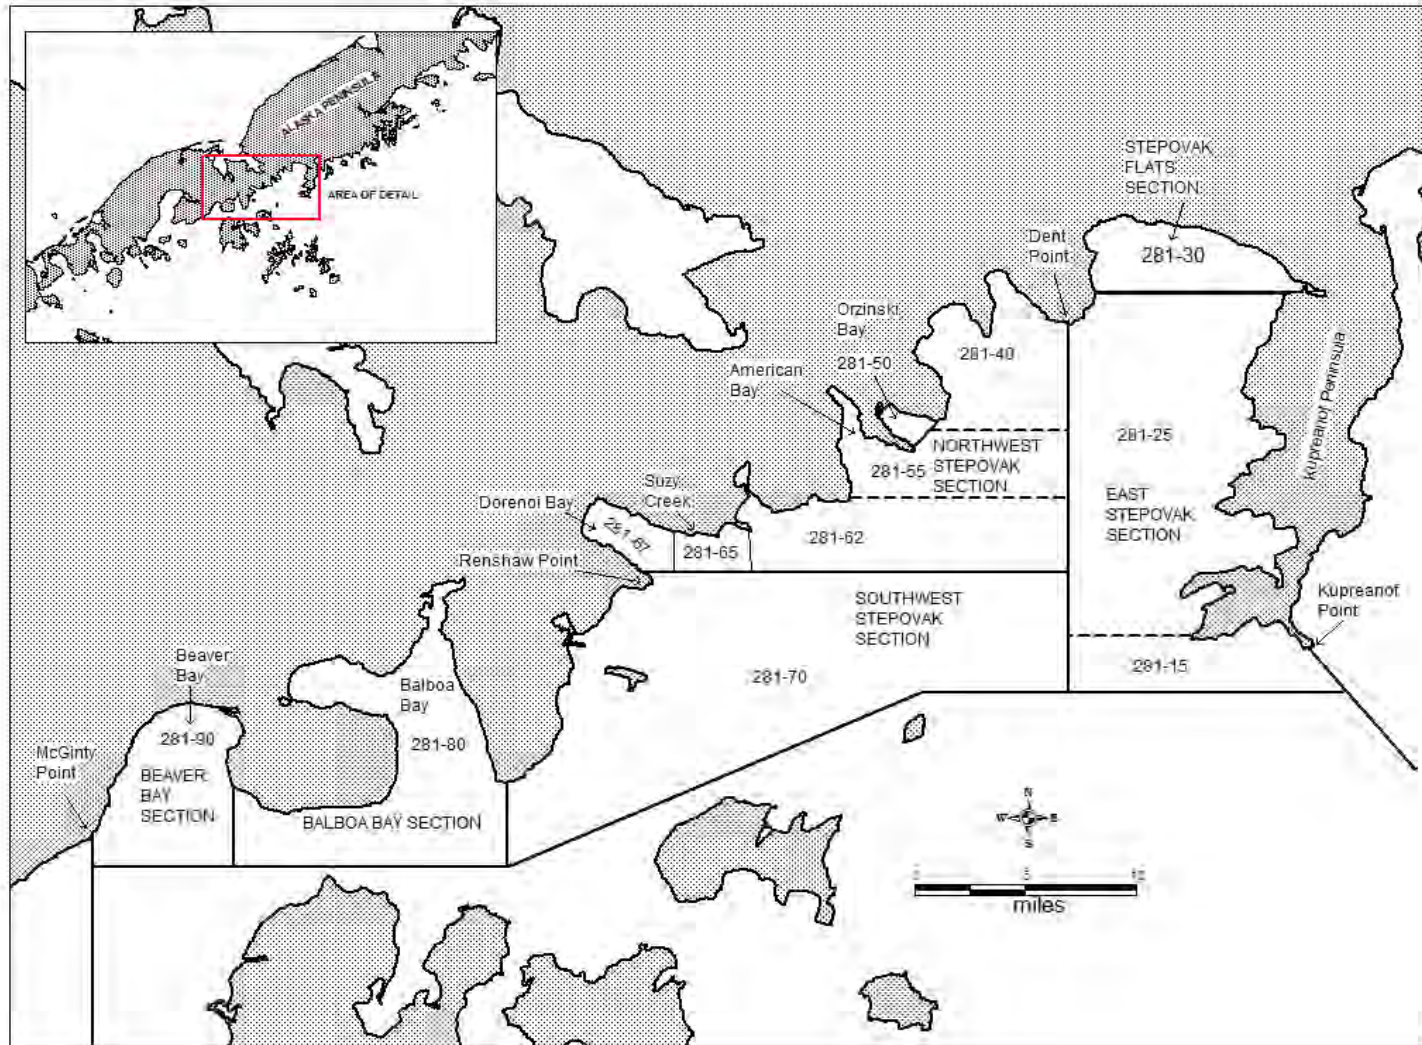 ALASKA PENINSULA
AREA OF DETAIL
STEPOVAK
FLATS
SECTION
281-30
Dent
Point
Orzinski
Bay
281-50
281-40
American
Bay
Kupreanof Peninsula
281-25
NORTHWEST
STEPOVAK
SECTION
281-55
Suzy
Creek
Dorenoi Bay
281-67
281-65
281-62
EAST
STEPOVAK
SECTION
Renshaw Point
SOUTHWEST
STEPOVAK
SECTION
Kupreanof
Point
281-15
281-70
Beaver
Bay
Balboa
Bay
281-90
281-80
McGinty
Point
BEAVER
BAY
SECTION
BALBOA BAY SECTION
N
W E
S
0 5 10
miles